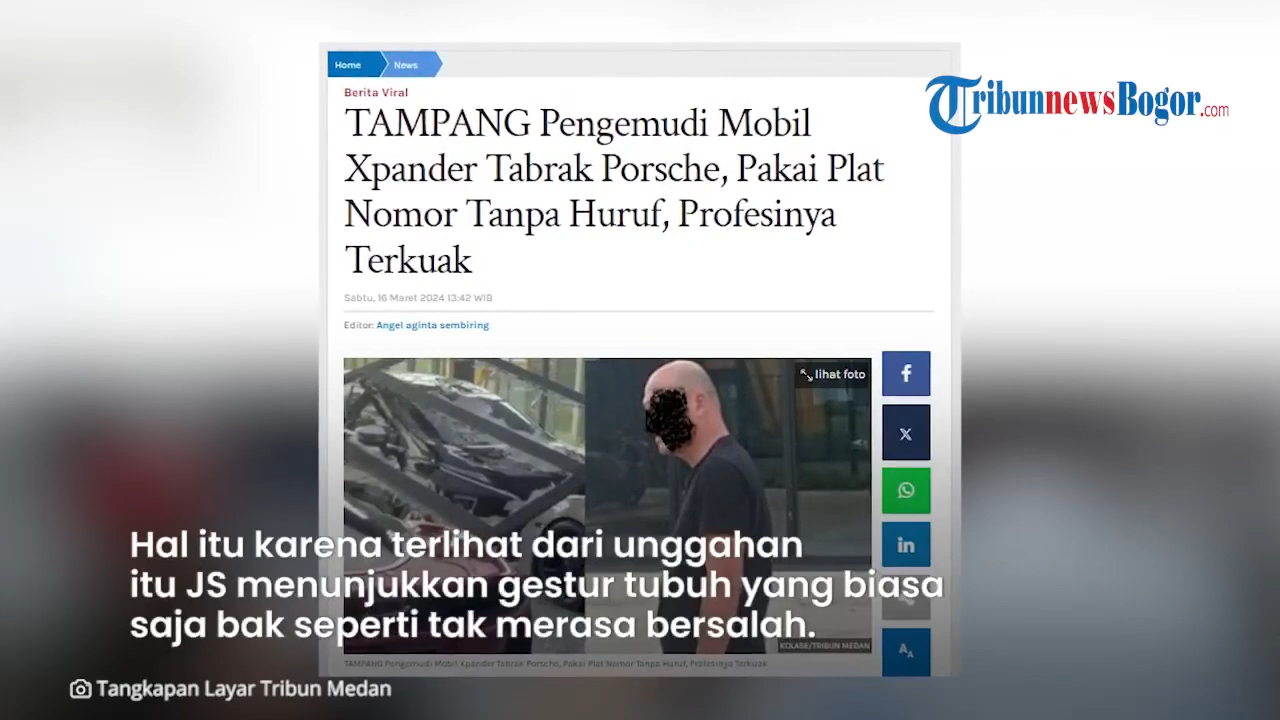 Home
News
TribunnewsBogor.com
Berita Viral
TAMPANG Pengemudi Mobil
Xpander Tabrak Porsche, Pakai Plat
Nomor Tanpa Huruf, Profesinya
Terkuak
Sabtu, 16 Maret 2024 13:42 WIB
Editor: Angel aginta sembiring
lihat foto
f
X
in
Hal itu karena terlihat dari unggahan
itu JS menunjukkan gestur tubuh yang biasa
saja bak seperti tak merasa bersalah.
KOLASE/TRIBUN MEDAN
AA
TAMPANG Pengemudi Mobil Xpander Tabrak Porsche, Pakai Plat Nomor Tanpa Huruf, Profesinya Terkuak
Tangkapan Layar Tribun Medan